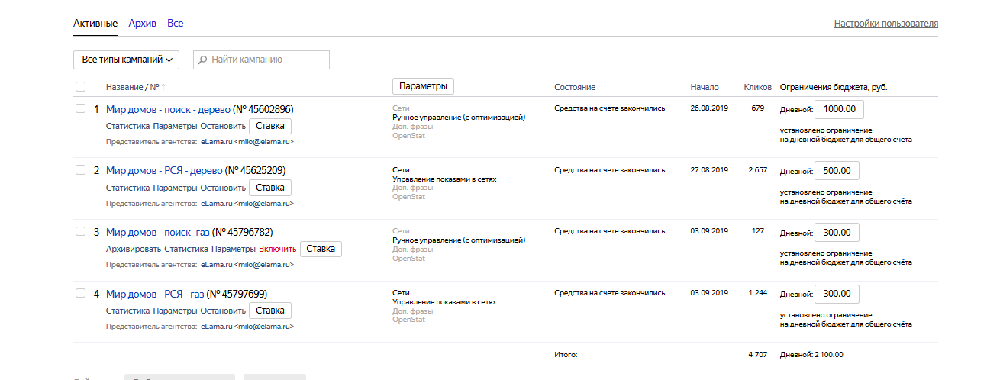 Активные Архив Все Настройки пользователя
Все типы кампаний Найти кампанию
Название / № ↑ Параметры Состояние Начало Кликов Ограничения бюджета, руб.
1 Мир домов - поиск - дерево (№ 45602896) Сети Средства на счете закончились 26.08.2019 679 Дневной: 1000.00
Ручное управление (с оптимизацией)
Статистика Параметры Остановить Ставка Доп. фразы установлено ограничение
Представитель агентства: eLama.ru <milo@elama.ru> OpenStat на дневной бюджет для общего счёта
2 Мир домов - РСЯ - дерево (№ 45625209) Сети Средства на счете закончились 27.08.2019 2 657 Дневной: 500.00
Управление показами в сетях
Статистика Параметры Остановить Ставка Доп. фразы установлено ограничение
Представитель агентства: eLama.ru <milo@elama.ru> OpenStat на дневной бюджет для общего счёта
3 Мир домов - поиск- газ (№ 45796782) Сети Средства на счете закончились 03.09.2019 127 Дневной: 300.00
Ручное управление (с оптимизацией)
Архивировать Статистика Параметры Включить Ставка Доп. фразы установлено ограничение
Представитель агентства: eLama.ru <milo@elama.ru> OpenStat на дневной бюджет для общего счёта
4 Мир домов - РСЯ - газ (№ 45797699) Сети Средства на счете закончились 03.09.2019 1 244 Дневной: 300.00
Управление показами в сетях
Статистика Параметры Остановить Ставка Доп. фразы установлено ограничение
Представитель агентства: eLama.ru <milo@elama.ru> OpenStat на дневной бюджет для общего счёта
Итого: 4 707 Дневной: 2 100.00